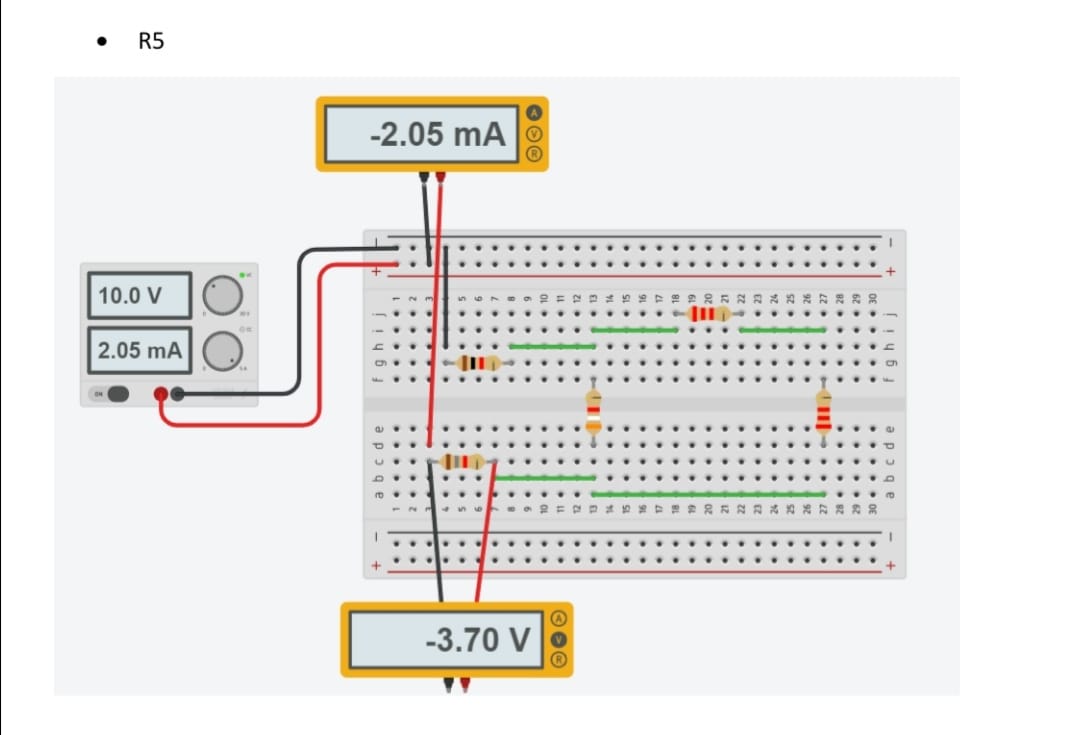 • R5
-2.05 mA
A
V
R
10.0 V
2.05 mA
ON
− −
+ +
1 2 3 5 6 7 8 9 10 11 12 13 14 15 16 17 18 19 20 21 22 23 24 25 26 27 28 29 30
j j
i i
h h
g g
f f
e e
d d
c c
b b
a a
1 2 3 4 5 6 7 8 9 10 11 12 13 14 15 16 17 18 19 20 21 22 23 24 25 26 27 28 29 30
− −
+ +
-3.70 V
A
V
R